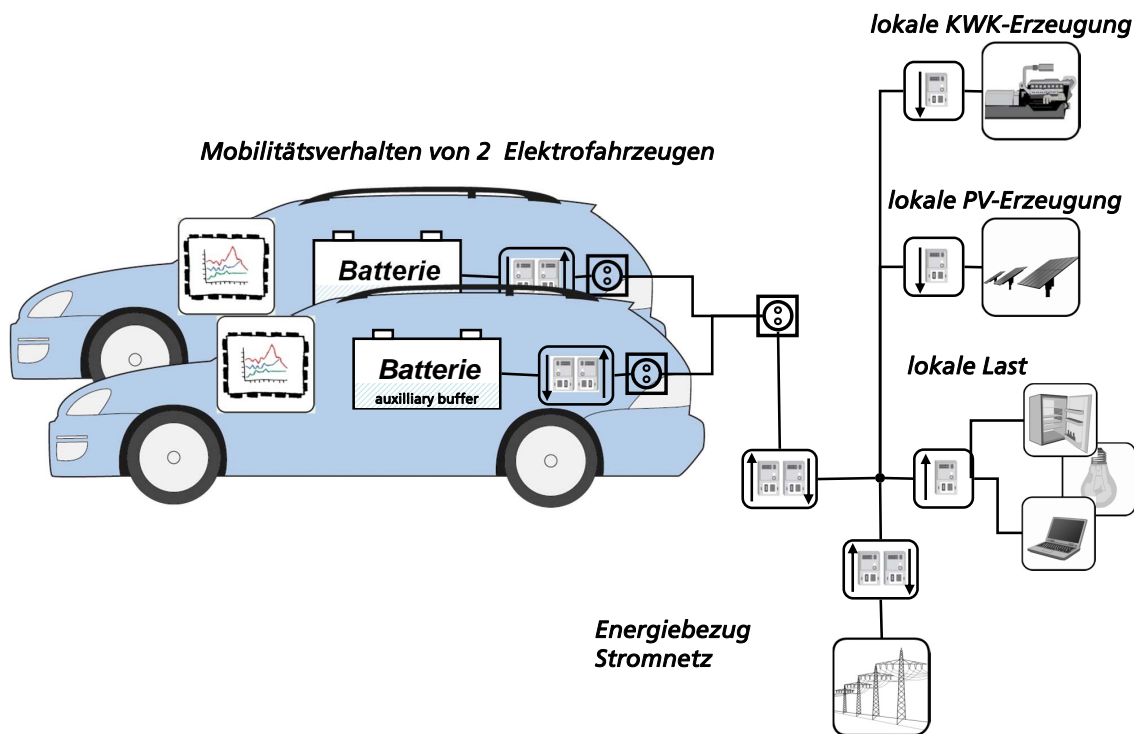 lokale KWK-Erzeugung
Mobilitätsverhalten von 2 Elektrofahrzeugen
lokale PV-Erzeugung
Batterie
Batterie
auxilliary buffer
lokale Last
Energiebezug
Stromnetz